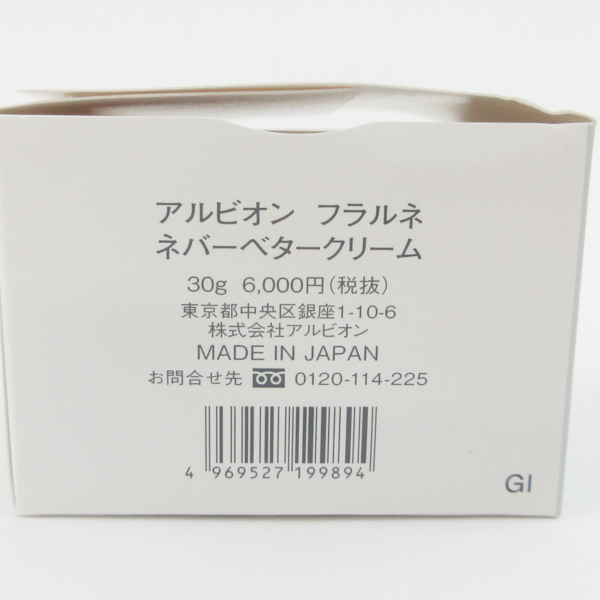 アルビオン フラルネ
ネバーベタークリーム
30g 6,000円(税抜)
東京都中央区銀座1-10-6
株式会社アルビオン
MADE IN JAPAN
お問合せ先 0120-114-225
4 969527 199894
GI